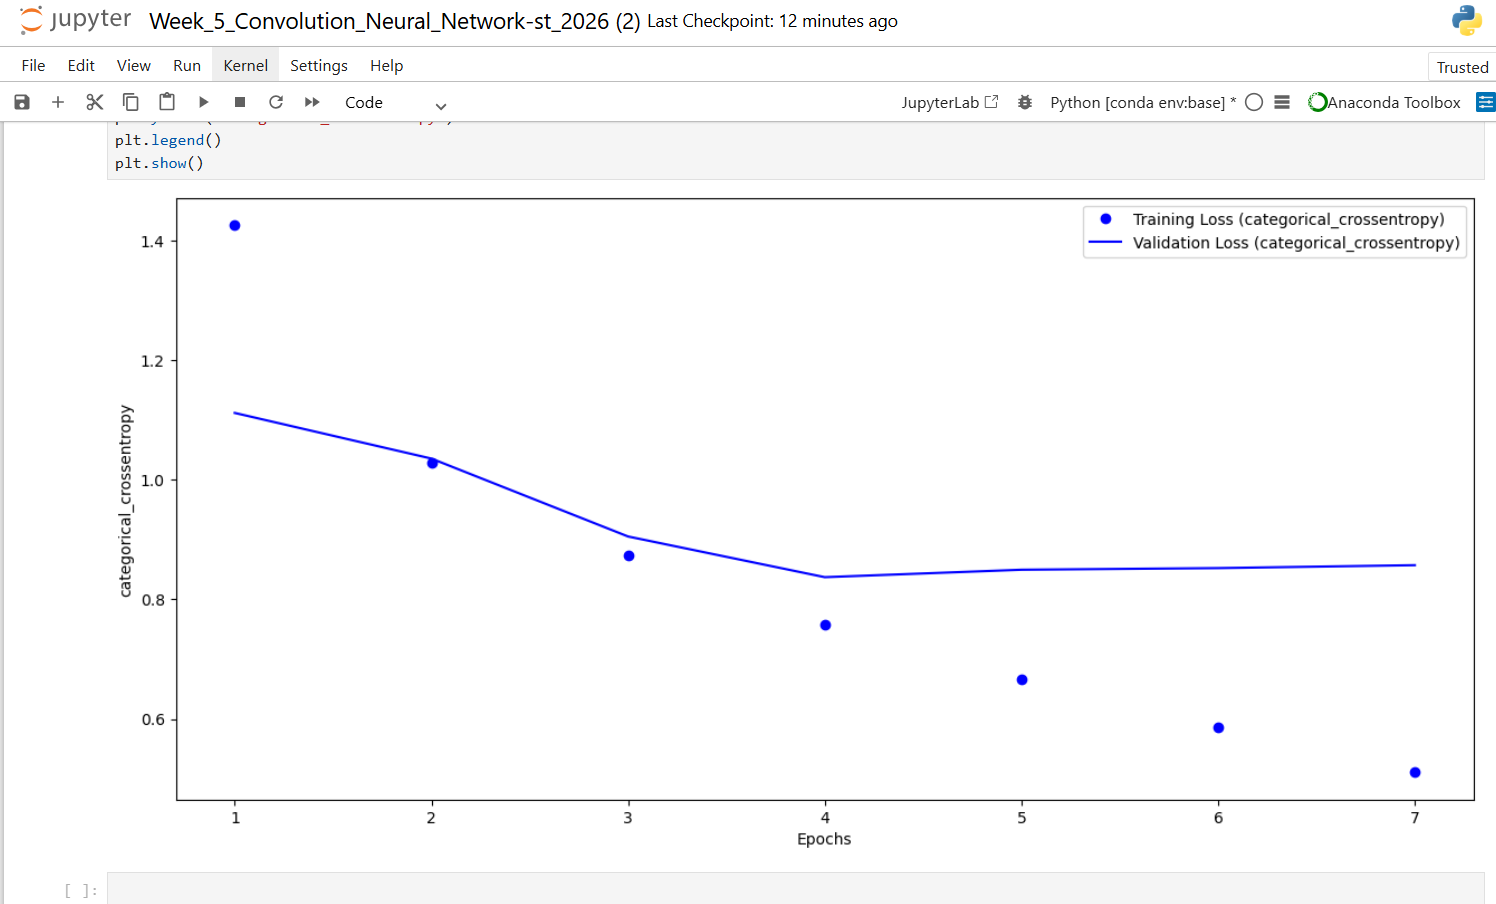 jupyter Week_5_Convolution_Neural_Network-st_2026 (2) Last Checkpoint: 12 minutes ago
File Edit View Run Kernel Settings Help
Trusted
Code JupyterLab Python [conda env:base] * Anaconda Toolbox
plt.legend()
plt.show()
Training Loss (categorical_crossentropy)
Validation Loss (categorical_crossentropy)
1.4
1.2
1.0
0.8
0.6
categorical_crossentropy
1 2 3 4 5 6 7
Epochs
[ ]: